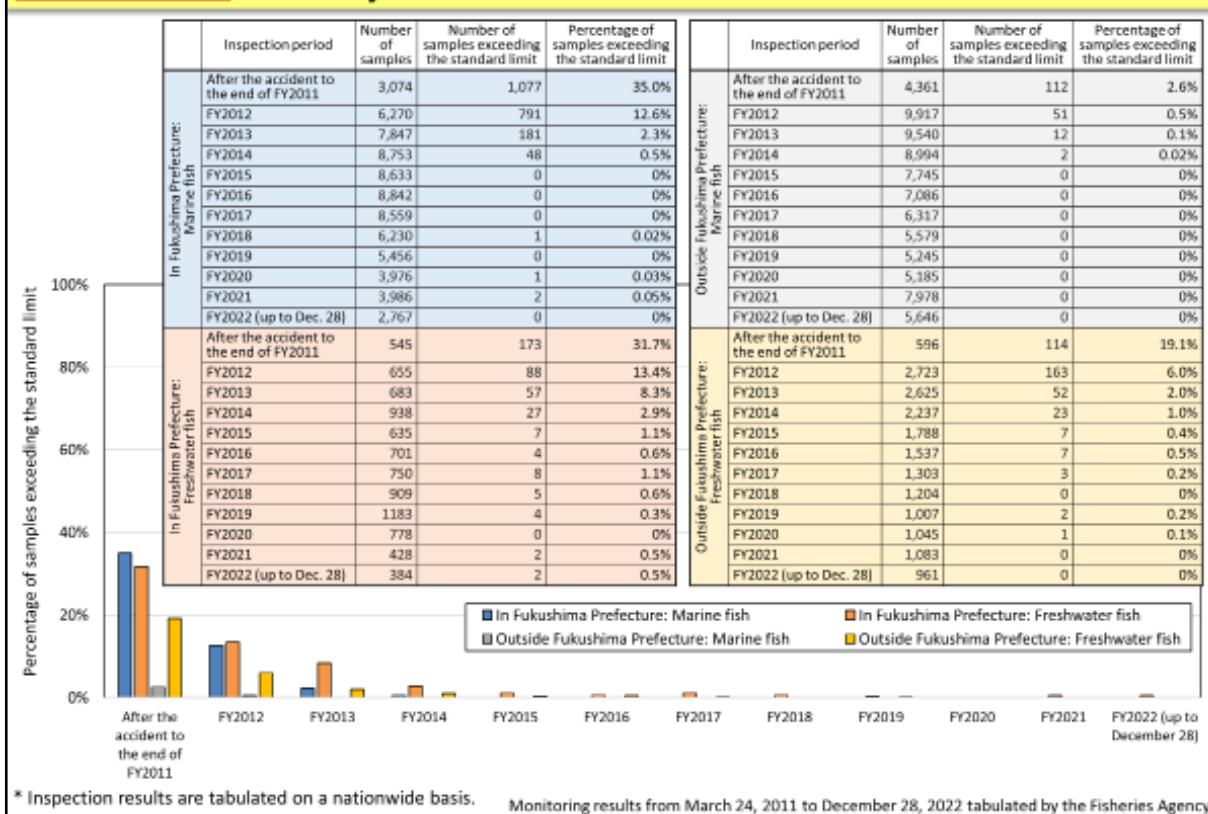 Inspection period Number of samples Number of samples exceeding the standard limit Percentage of samples exceeding the standard limit
In Fukushima Prefecture: Marine fish
After the accident to the end of FY2011 3,074 1,077 35.0%
FY2012 6,270 791 12.6%
FY2013 7,847 181 2.3%
FY2014 8,753 48 0.5%
FY2015 8,633 0 0%
FY2016 8,842 0 0%
FY2017 8,559 0 0%
FY2018 6,230 1 0.02%
FY2019 5,456 0 0%
FY2020 3,976 1 0.03%
FY2021 3,986 2 0.05%
FY2022 (up to Dec. 28) 2,767 0 0%
In Fukushima Prefecture: Freshwater fish
After the accident to the end of FY2011 545 173 31.7%
FY2012 655 88 13.4%
FY2013 683 57 8.3%
FY2014 938 27 2.9%
FY2015 635 7 1.1%
FY2016 701 4 0.6%
FY2017 750 8 1.1%
FY2018 909 5 0.6%
FY2019 1183 4 0.3%
FY2020 778 0 0%
FY2021 428 2 0.5%
FY2022 (up to Dec. 28) 384 2 0.5%
Inspection period Number of samples Number of samples exceeding the standard limit Percentage of samples exceeding the standard limit
Outside Fukushima Prefecture: Marine fish
After the accident to the end of FY2011 4,361 112 2.6%
FY2012 9,917 51 0.5%
FY2013 9,540 12 0.1%
FY2014 8,994 2 0.02%
FY2015 7,745 0 0%
FY2016 7,086 0 0%
FY2017 6,317 0 0%
FY2018 5,579 0 0%
FY2019 5,245 0 0%
FY2020 5,185 0 0%
FY2021 7,978 0 0%
FY2022 (up to Dec. 28) 5,646 0 0%
Outside Fukushima Prefecture: Freshwater fish
After the accident to the end of FY2011 596 114 19.1%
FY2012 2,723 163 6.0%
FY2013 2,625 52 2.0%
FY2014 2,237 23 1.0%
FY2015 1,788 7 0.4%
FY2016 1,537 7 0.5%
FY2017 1,303 3 0.2%
FY2018 1,204 0 0%
FY2019 1,007 2 0.2%
FY2020 1,045 1 0.1%
FY2021 1,083 0 0%
FY2022 (up to Dec. 28) 961 0 0%
Percentage of samples exceeding the standard limit
100%
80%
60%
40%
20%
0%
In Fukushima Prefecture: Marine fish In Fukushima Prefecture: Freshwater fish
Outside Fukushima Prefecture: Marine fish Outside Fukushima Prefecture: Freshwater fish
After the accident to the end of FY2011 FY2012 FY2013 FY2014 FY2015 FY2016 FY2017 FY2018 FY2019 FY2020 FY2021 FY2022 (up to December 28)
* Inspection results are tabulated on a nationwide basis.
Monitoring results from March 24, 2011 to December 28, 2022 tabulated by the Fisheries Agency